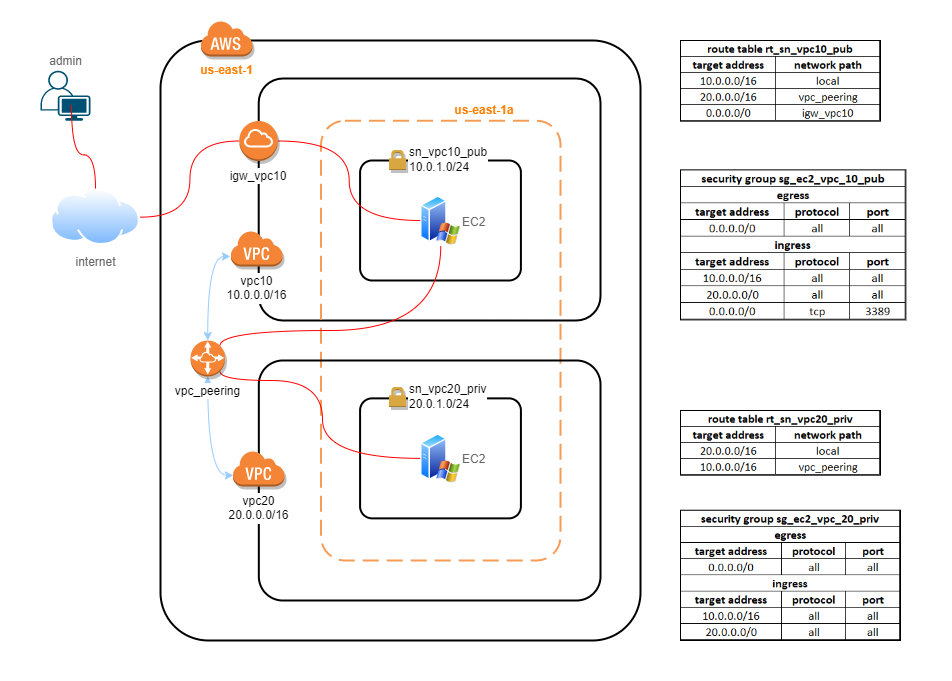 admin
internet
AWS
us-east-1
us-east-1a
igw_vpc10
sn_vpc10_pub
10.0.1.0/24
EC2
VPC
vpc10
10.0.0.0/16
vpc_peering
sn_vpc20_priv
20.0.1.0/24
EC2
VPC
vpc20
20.0.0.0/16
route table rt_sn_vpc10_pub
target address network path
10.0.0.0/16 local
20.0.0.0/16 vpc_peering
0.0.0.0/0 igw_vpc10
security group sg_ec2_vpc_10_pub
egress
target address protocol port
0.0.0.0/0 all all
ingress
target address protocol port
10.0.0.0/16 all all
20.0.0.0/0 all all
0.0.0.0/0 tcp 3389
route table rt_sn_vpc20_priv
target address network path
20.0.0.0/16 local
10.0.0.0/16 vpc_peering
security group sg_ec2_vpc_20_priv
egress
target address protocol port
0.0.0.0/0 all all
ingress
target address protocol port
10.0.0.0/16 all all
20.0.0.0/0 all all